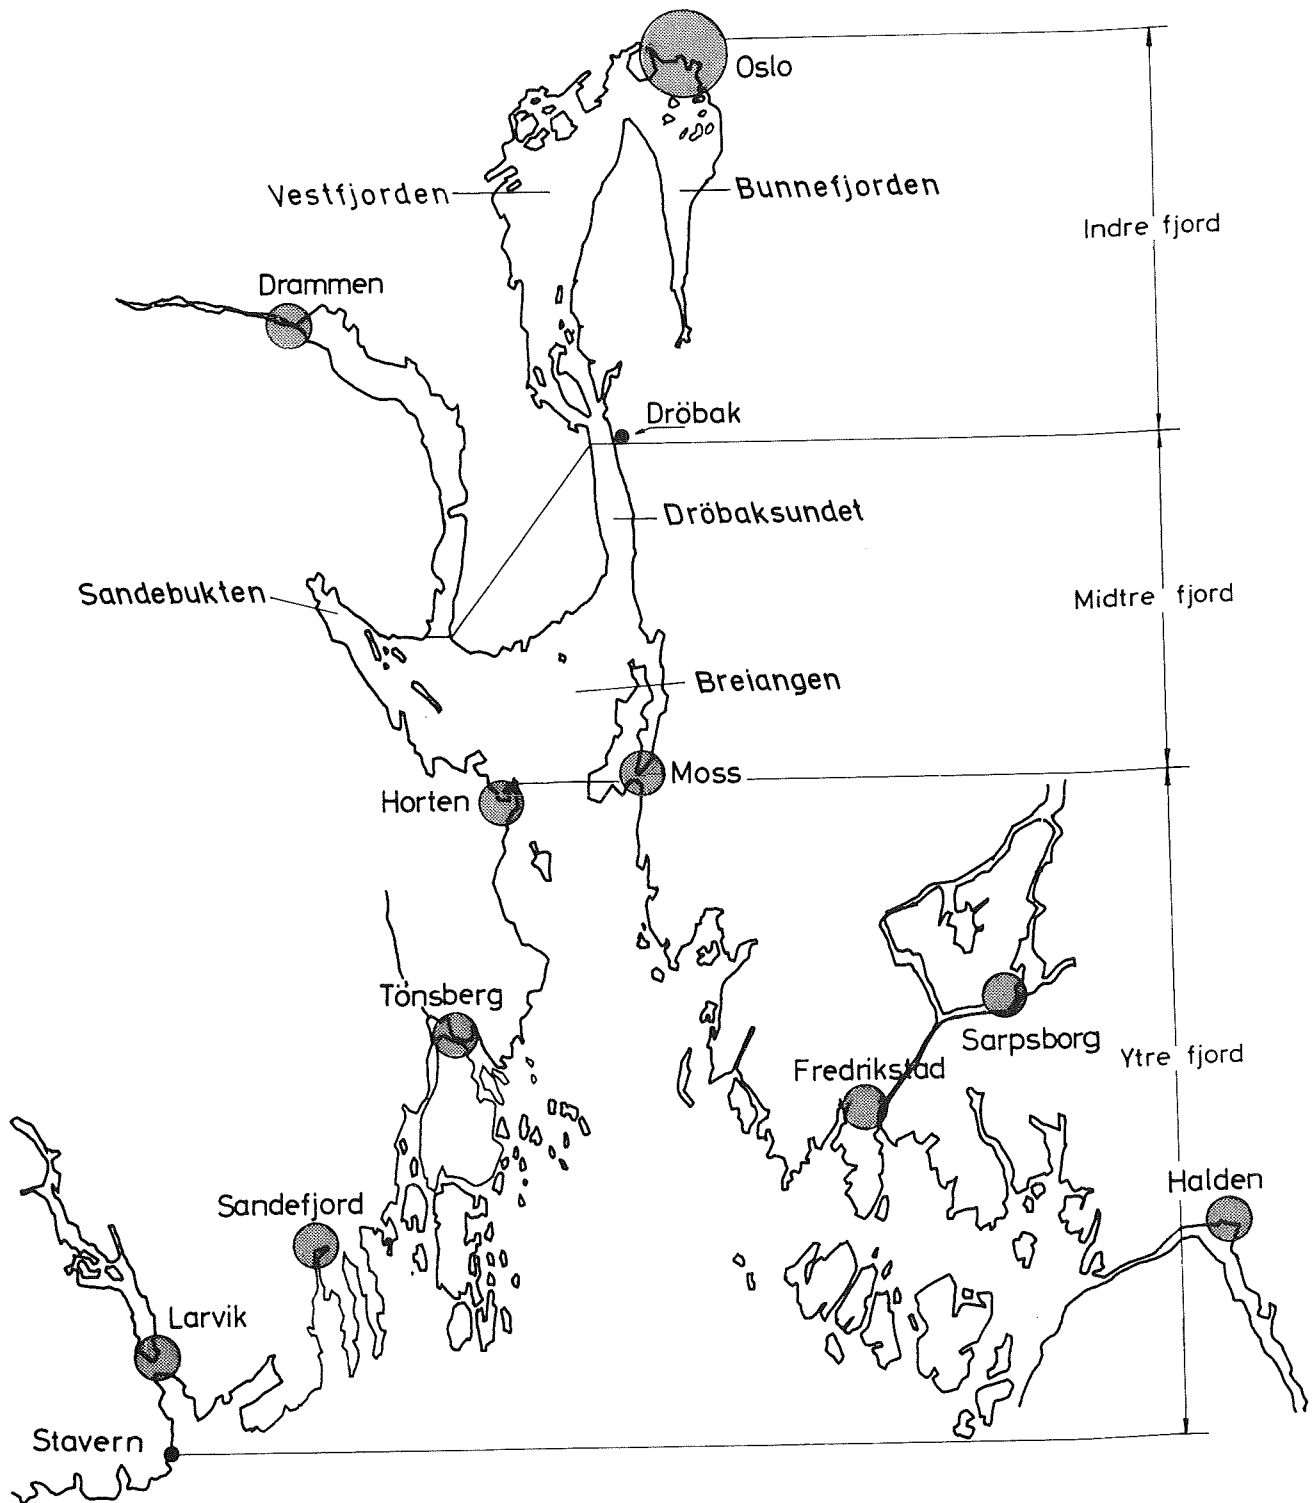 Oslo
Vestfjorden
Bunnefjorden
Indre fjord
Drammen
Dröbak
Dröbaksundet
Sandebukten
Midtre fjord
Breiangen
Moss
Horten
Tönsberg
Sarpsborg
Ytre fjord
Fredrikstad
Halden
Sandefjord
Larvik
Stavern